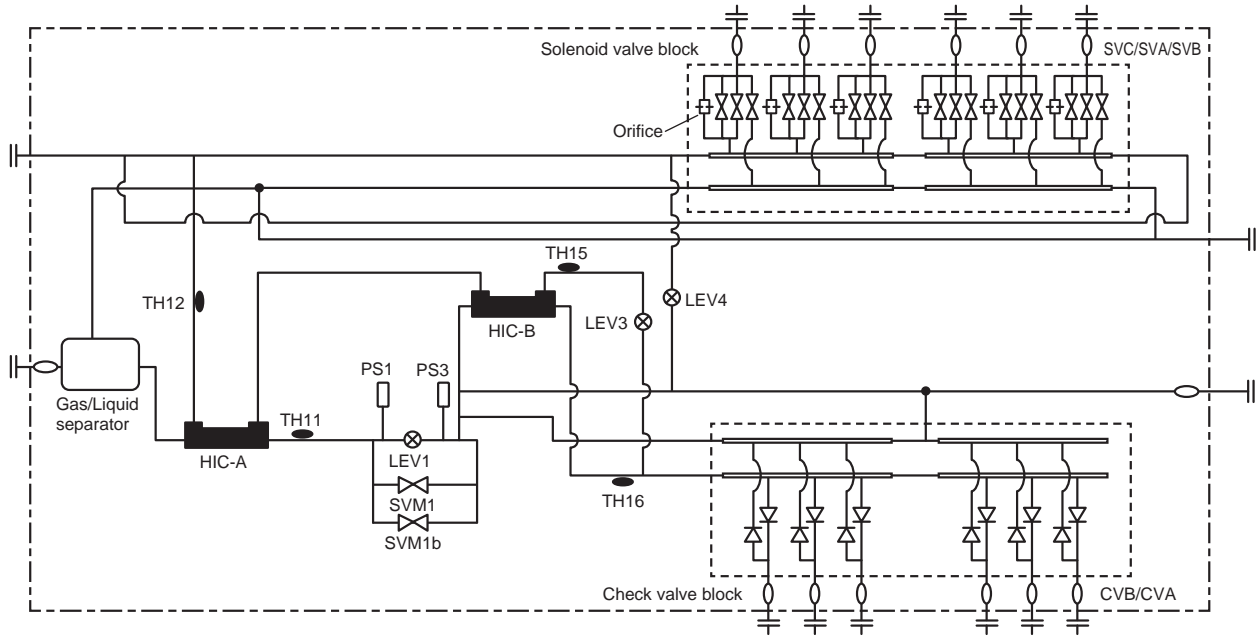 Solenoid valve block
SVC/SVA/SVB
Orifice
TH15
TH12
LEV4
LEV3
HIC-B
PS1
PS3
Gas/Liquid
separator
TH11
HIC-A
LEV1
SVM1
TH16
SVM1b
Check valve block
CVB/CVA